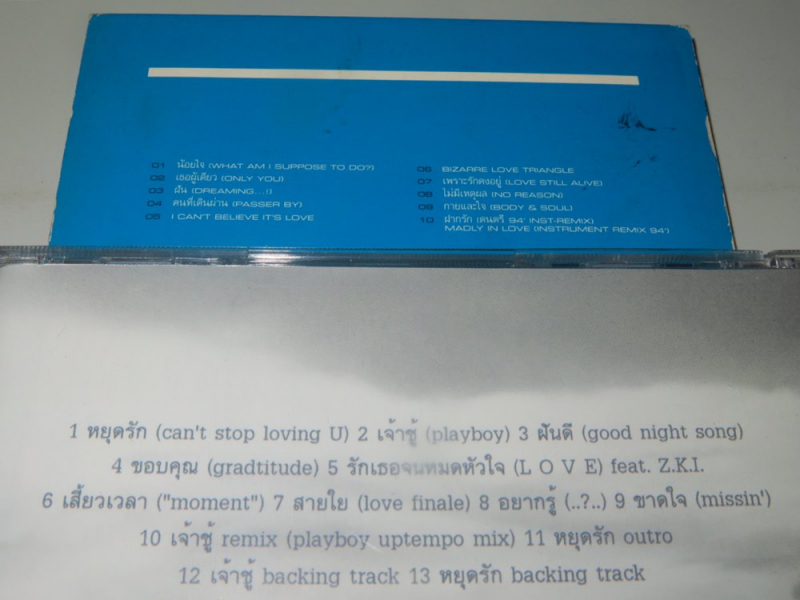 01 น้อยใจ (WHAT AM I SUPPOSE TO DO?)
02 เธอผู้เดียว (ONLY YOU)
03 ฝัน (DREAMING...!)
04 คนที่เดินผ่าน (PASSER BY)
05 I CAN'T BELIEVE IT'S LOVE
06 BIZARRE LOVE TRIANGLE
07 เพราะรักคงอยู่ (LOVE STILL ALIVE)
08 ไม่มีเหตุผล (NO REASON)
09 กายและใจ (BODY & SOUL)
10 ฝากรัก (ดนตรี 94' INST-REMIX)
MADLY IN LOVE (INSTRUMENT REMIX 94')
1 หยุดรัก (can't stop loving U) 2 เจ้าชู้ (playboy) 3 ฝันดี (good night song)
4 ขอบคุณ (gradtitude) 5 รักเธอจนหมดหัวใจ (L O V E) feat. Z.K.I.
6 เสี้ยวเวลา ("moment") 7 สายใย (love finale) 8 อยากรู้ (..?..) 9 ขาดใจ (missin')
10 เจ้าชู้ remix (playboy uptempo mix) 11 หยุดรัก outro
12 เจ้าชู้ backing track 13 หยุดรัก backing track